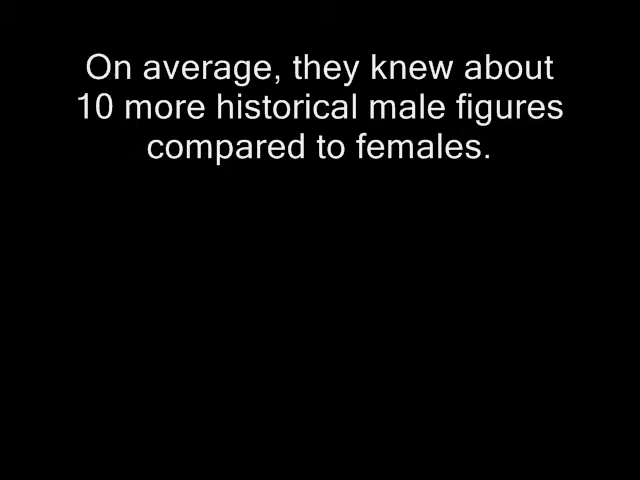 On average, they knew about
10 more historical male figures
compared to females.